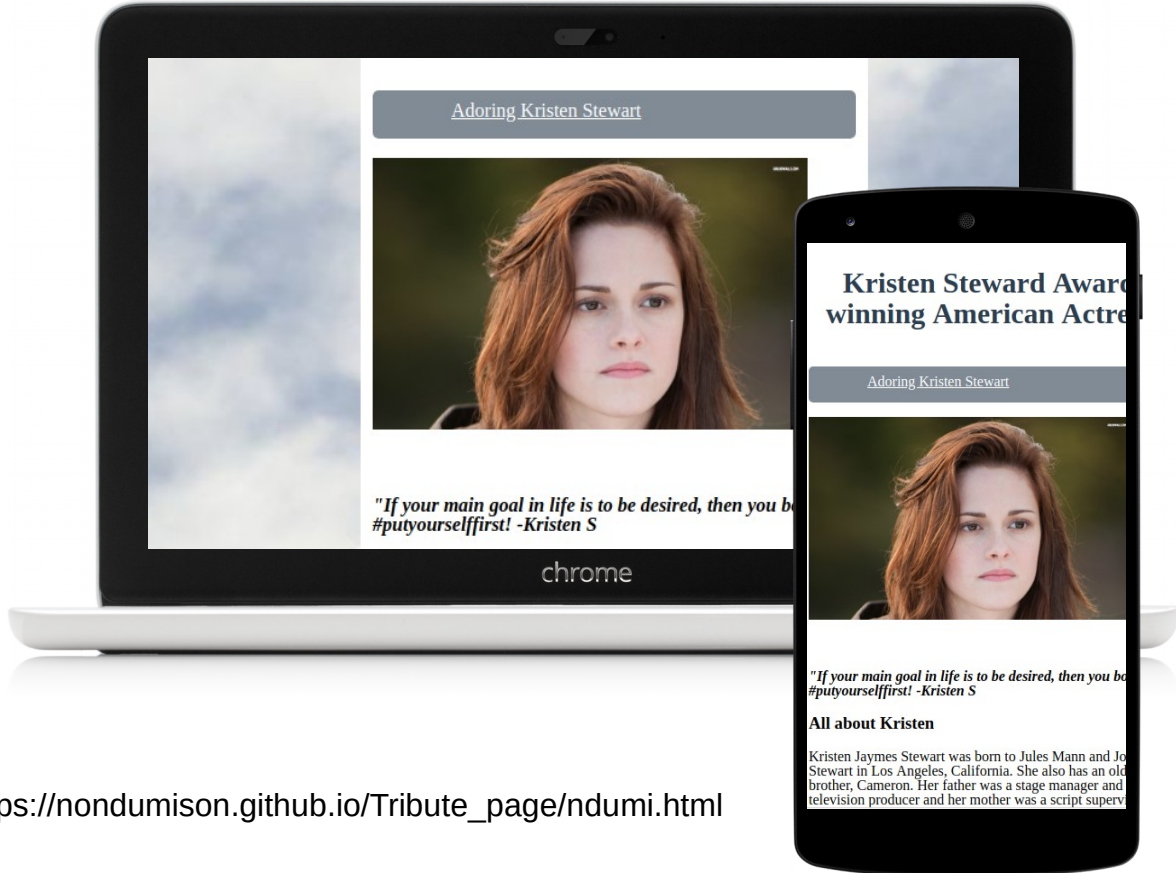 Adoring Kristen Stewart
"If your main goal in life is to be desired, then you
#putyourselffirst! -Kristen S
chrome
Kristen Steward Award
winning American Actre
Adoring Kristen Stewart
"If your main goal in life is to be desired, then you bo
#putyourselffirst! -Kristen S
All about Kristen
Kristen Jaymes Stewart was born to Jules Mann and Jo
Stewart in Los Angeles, California. She also has an old
brother, Cameron. Her father was a stage manager and
television producer and her mother was a script supervi
ps://nondumison.github.io/Tribute_page/ndumi.html